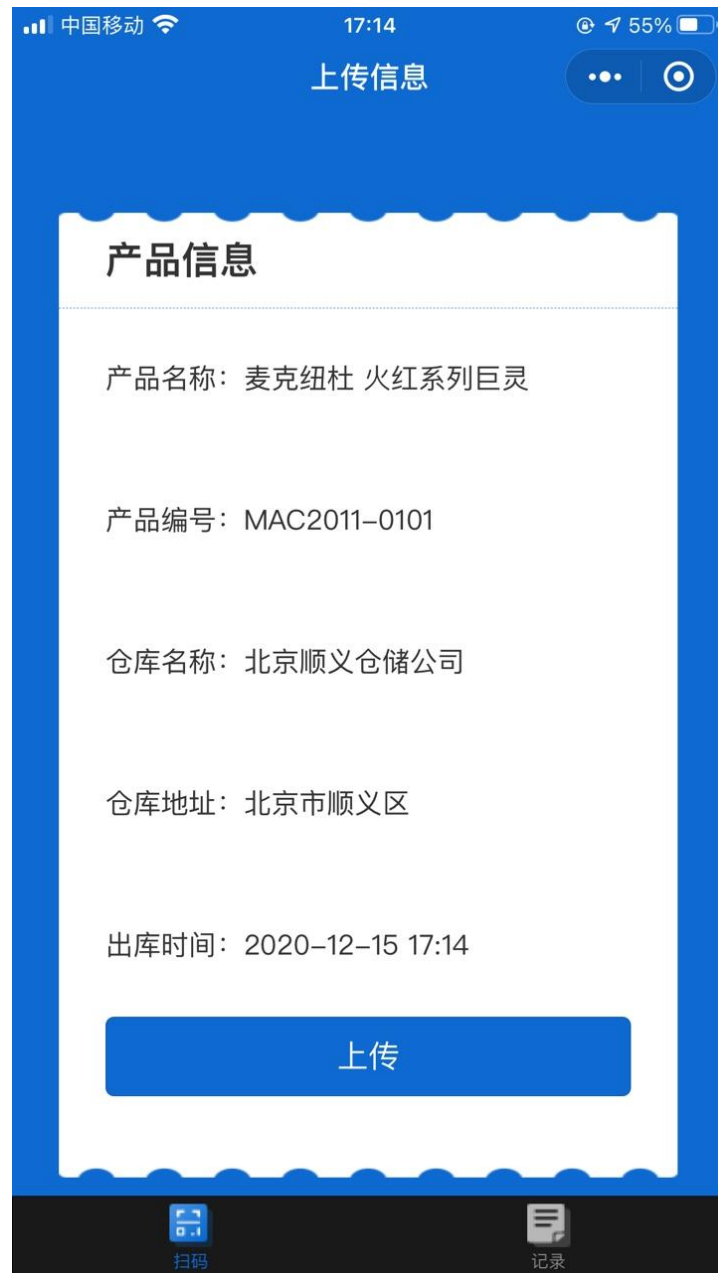 中国移动 17:14 55%
上传信息
产品信息
产品名称：麦克纽杜 火红系列巨灵
产品编号：MAC2011-0101
仓库名称：北京顺义仓储公司
仓库地址：北京市顺义区
出库时间：2020-12-15 17:14
上传
扫码 记录